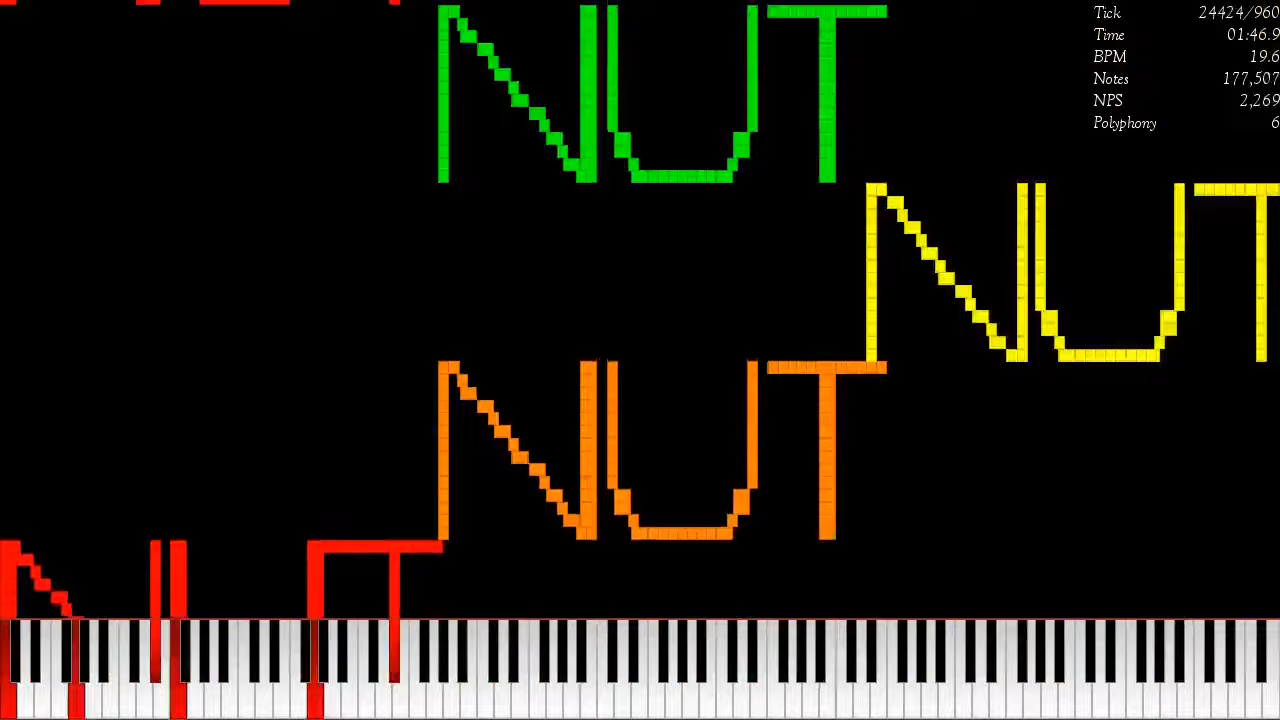 NUT
Tick 24424/960
Time 01:46.9
BPM 19.6
Notes 177,507
NPS 2,269
Polyphony 6
NUT
NUT
NUT